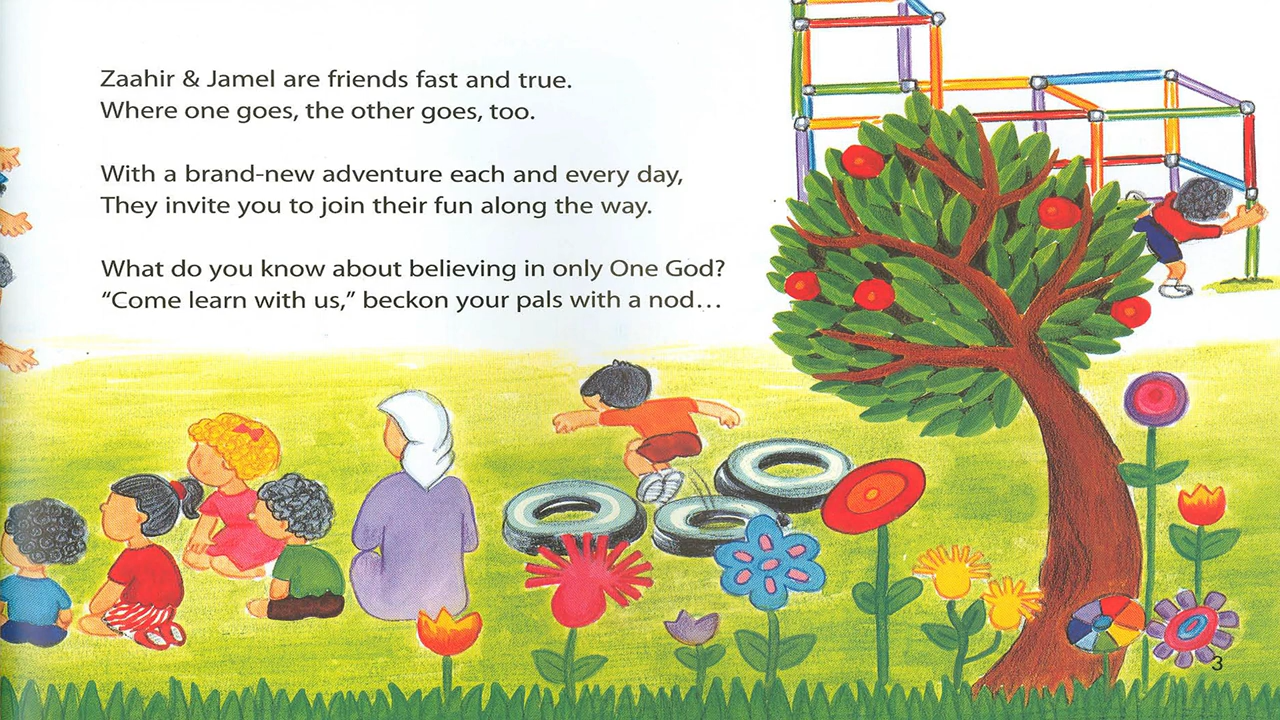 Zaahir & Jamel are friends fast and true.
Where one goes, the other goes, too.
With a brand-new adventure each and every day,
They invite you to join their fun along the way.
What do you know about believing in only One God?
“Come learn with us,” beckon your pals with a nod…
3